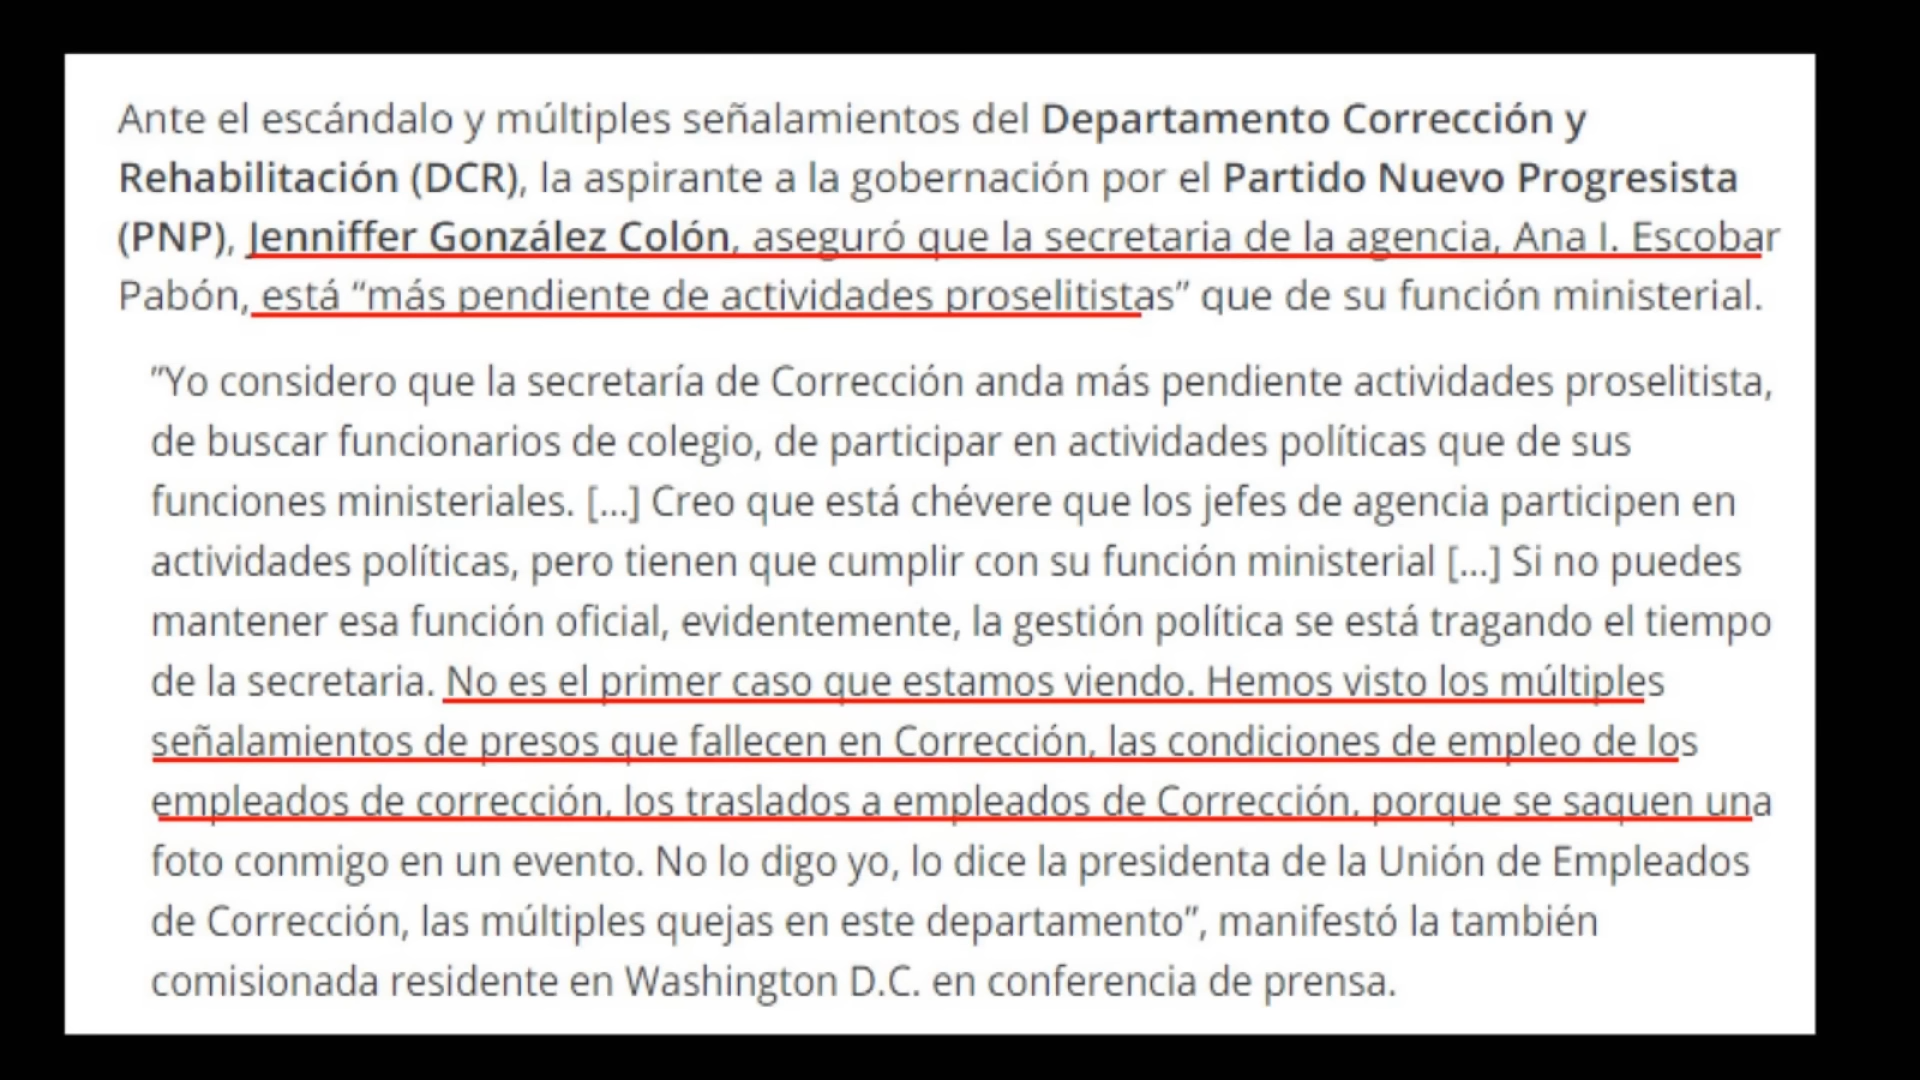 Ante el escándalo y múltiples señalamientos del Departamento Corrección y
Rehabilitación (DCR), la aspirante a la gobernación por el Partido Nuevo Progresista
(PNP), Jenniffer González Colón, aseguró que la secretaria de la agencia, Ana I. Escobar
Pabón, está “más pendiente de actividades proselitistas” que de su función ministerial.
”Yo considero que la secretaría de Corrección anda más pendiente actividades proselitista,
de buscar funcionarios de colegio, de participar en actividades políticas que de sus
funciones ministeriales. [...] Creo que está chévere que los jefes de agencia participen en
actividades políticas, pero tienen que cumplir con su función ministerial [...] Si no puedes
mantener esa función oficial, evidentemente, la gestión política se está tragando el tiempo
de la secretaria. No es el primer caso que estamos viendo. Hemos visto los múltiples
señalamientos de presos que fallecen en Corrección, las condiciones de empleo de los
empleados de corrección, los traslados a empleados de Corrección, porque se saquen una
foto conmigo en un evento. No lo digo yo, lo dice la presidenta de la Unión de Empleados
de Corrección, las múltiples quejas en este departamento”, manifestó la también
comisionada residente en Washington D.C. en conferencia de prensa.